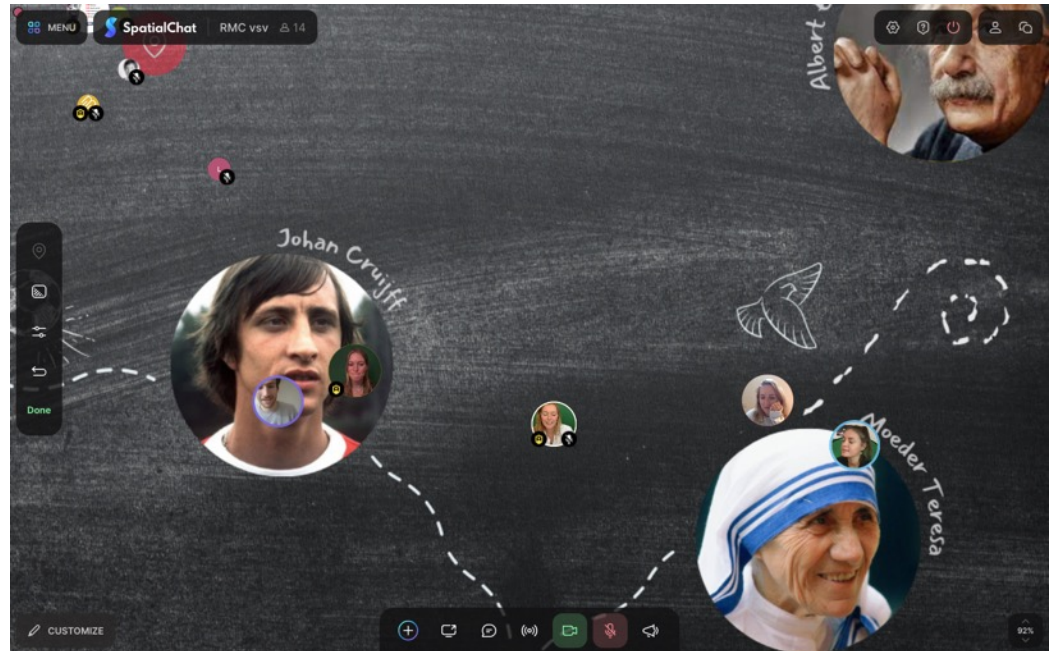 MENU
SpatialChat
RMC vsv
14
Albert
Johan Cruijff
Done
Moeder Teresa
CUSTOMIZE
92%